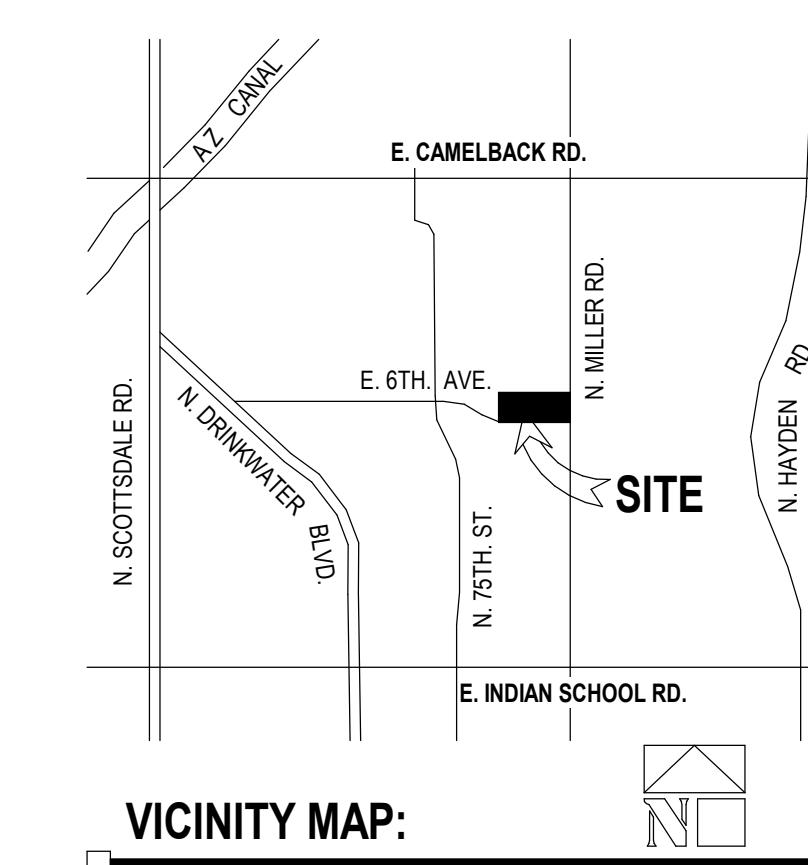 AZ CANAL
E. CAMELBACK RD.
N. MILLER RD.
E. 6TH. AVE.
N. SCOTTSDALE RD.
N. DRINKWATER BLVD.
N. HAYDEN RD
SITE
N. 75TH. ST.
E. INDIAN SCHOOL RD.
VICINITY MAP:
N